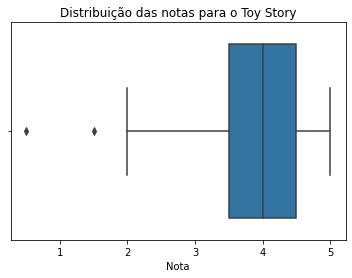 Distribuição das notas para o Toy Story
1 2 3 4 5
Nota